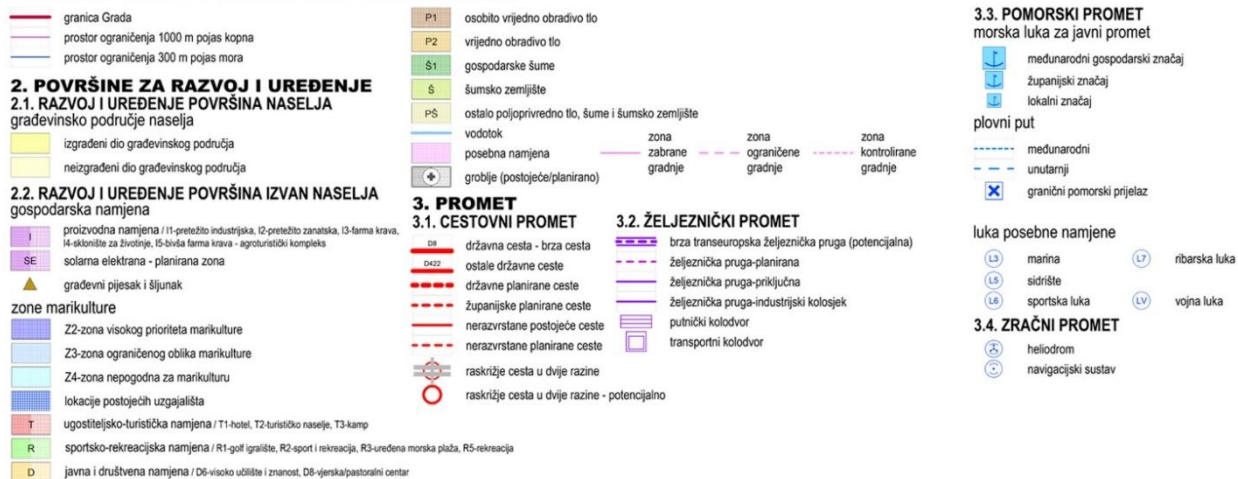 granica Grada
prostor ograničenja 1000 m pojas kopna
prostor ograničenja 300 m pojas mora
2. POVRŠINE ZA RAZVOJ I UREĐENJE
2.1. RAZVOJ I UREĐENJE POVRŠINA NASELJA
građevinsko područje naselja
izgrađeni dio građevinskog područja
neizgrađeni dio građevinskog područja
2.2. RAZVOJ I UREĐENJE POVRŠINA IZVAN NASELJA
gospodarska namjena
I proizvodna namjena / I1-pretežito industrijska, I2-pretežito zanatska, I3-farma krava,
I4-sklonište za životinje, I5-bivša farma krava - agroturistički kompleks
SE solarna elektrana - planirana zona
građevni pijesak i šljunak
zone marikulture
Z2-zona visokog prioriteta marikulture
Z3-zona ograničenog oblika marikulture
Z4-zona nepogodna za marikulturu
lokacije postojećih uzgajališta
T ugostiteljsko-turistička namjena / T1-hotel, T2-turističko naselje, T3-kamp
R sportsko-rekreacijska namjena / R1-golf igralište, R2-sport i rekreacija, R3-uređena morska plaža, R5-rekreacija
D javna i društvena namjena / D6-visoko učilište i znanost, D8-vjerska/pastoralni centar
P1 osobito vrijedno obradivo tlo
P2 vrijedno obradivo tlo
Š1 gospodarske šume
Š šumsko zemljište
PŠ ostalo poljoprivredno tlo, šume i šumsko zemljište
vodotok
posebna namjena
zona zabrane gradnje
zona ograničene gradnje
zona kontrolirane gradnje
groblje (postojeće/planirano)
3. PROMET
3.1. CESTOVNI PROMET
D8 državna cesta - brza cesta
D422 ostale državne ceste
državne planirane ceste
županijske planirane ceste
nerazvrstane postojeće ceste
nerazvrstane planirane ceste
raskrižje cesta u dvije razine
raskrižje cesta u dvije razine - potencijalno
3.2. ŽELJEZNIČKI PROMET
brza transeuropska željeznička pruga (potencijalna)
željeznička pruga-planirana
željeznička pruga-priključna
željeznička pruga-industrijski kolosjek
putnički kolodvor
transportni kolodvor
3.3. POMORSKI PROMET
morska luka za javni promet
međunarodni gospodarski značaj
županijski značaj
lokalni značaj
plovni put
međunarodni
unutarnji
granični pomorski prijelaz
luka posebne namjene
L3 marina
L7 ribarska luka
L5 sidrište
L6 sportska luka
LV vojna luka
3.4. ZRAČNI PROMET
heliodrom
navigacijski sustav